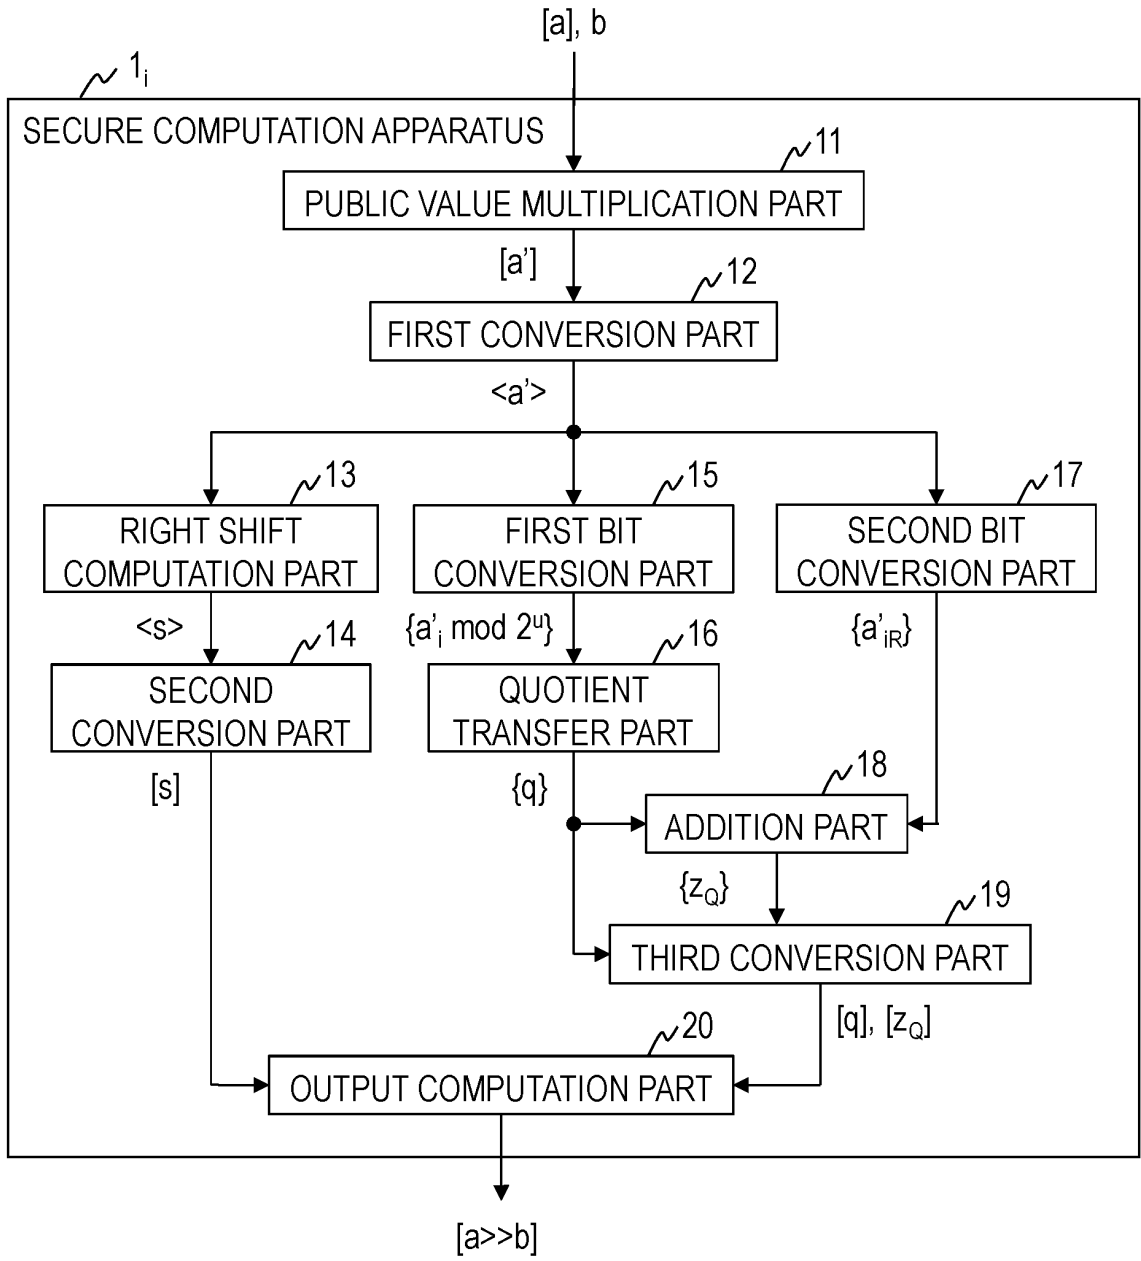 [a], b
1i
SECURE COMPUTATION APPARATUS
11
PUBLIC VALUE MULTIPLICATION PART
[a']
12
FIRST CONVERSION PART
<a'>
13
15
17
RIGHT SHIFT
COMPUTATION PART
FIRST BIT
CONVERSION PART
SECOND BIT
CONVERSION PART
<s>
14
{a'i mod 2u}
16
{a'iR}
SECOND
CONVERSION PART
QUOTIENT
TRANSFER PART
[s]
{q}
18
ADDITION PART
{zQ}
19
THIRD CONVERSION PART
[q], [zQ]
20
OUTPUT COMPUTATION PART
[a>>b]